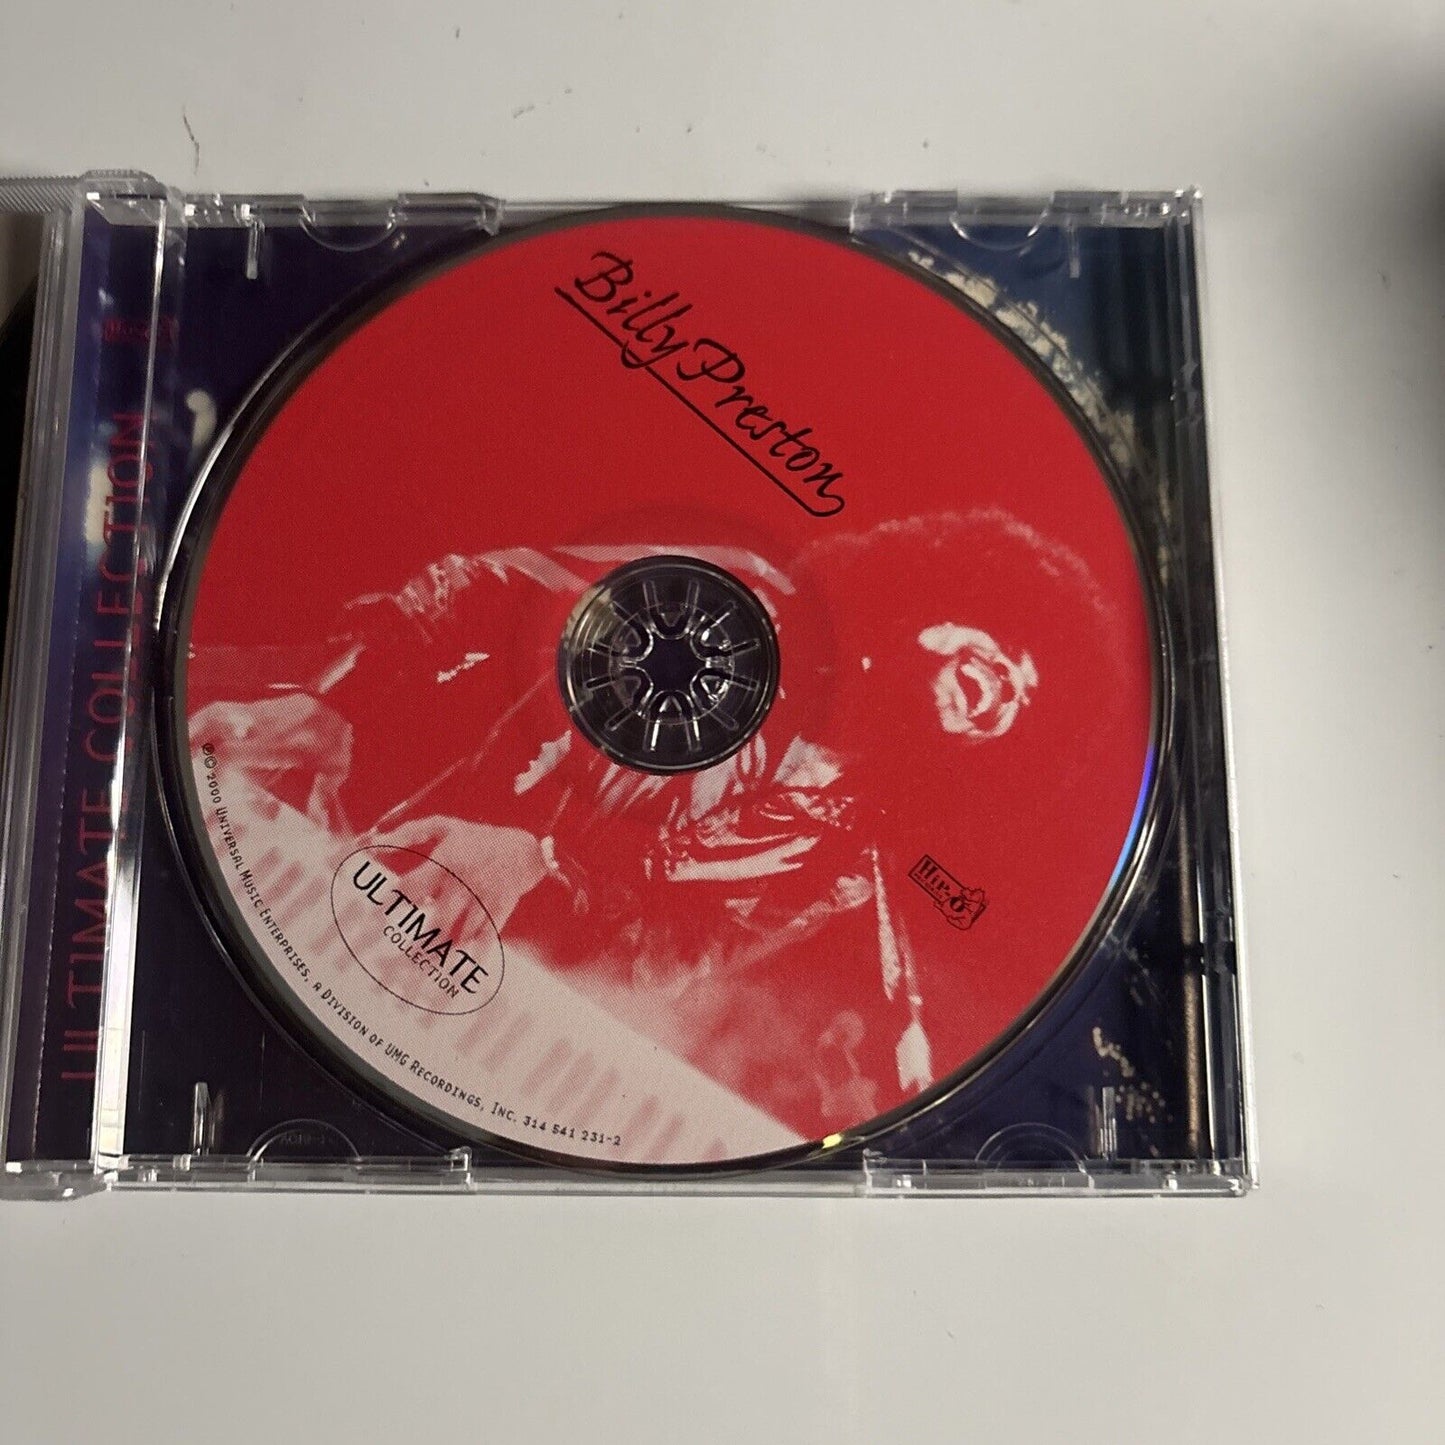 Billy Preston
ULTIMATE COLLECTION
HIP-O
ULTIMATE
COLLECTION
℗© 2000 UNIVERSAL MUSIC ENTERPRISES, A DIVISION OF UMG RECORDINGS, INC. 314 541 231-2